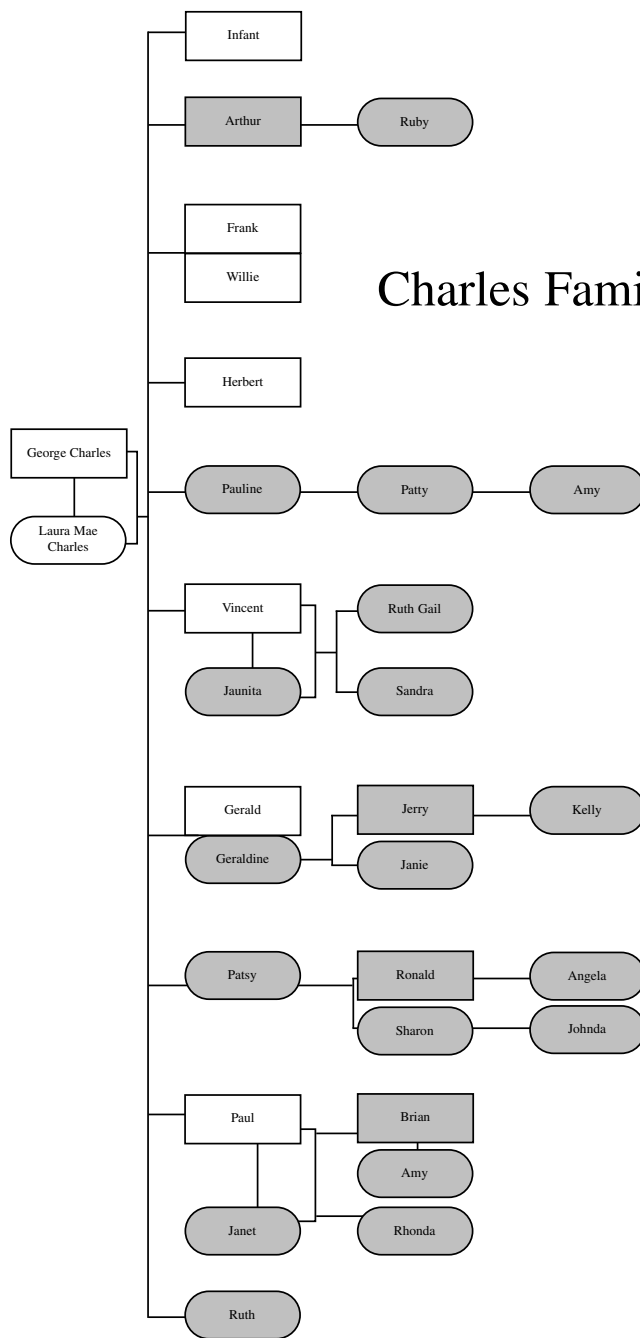 Infant
Arthur
Ruby
Frank
Willie
Charles Fami
Herbert
George Charles
Laura Mae
Charles
Pauline
Patty
Amy
Vincent
Ruth Gail
Jaunita
Sandra
Gerald
Jerry
Kelly
Geraldine
Janie
Patsy
Ronald
Angela
Sharon
Johnda
Paul
Brian
Amy
Janet
Rhonda
Ruth